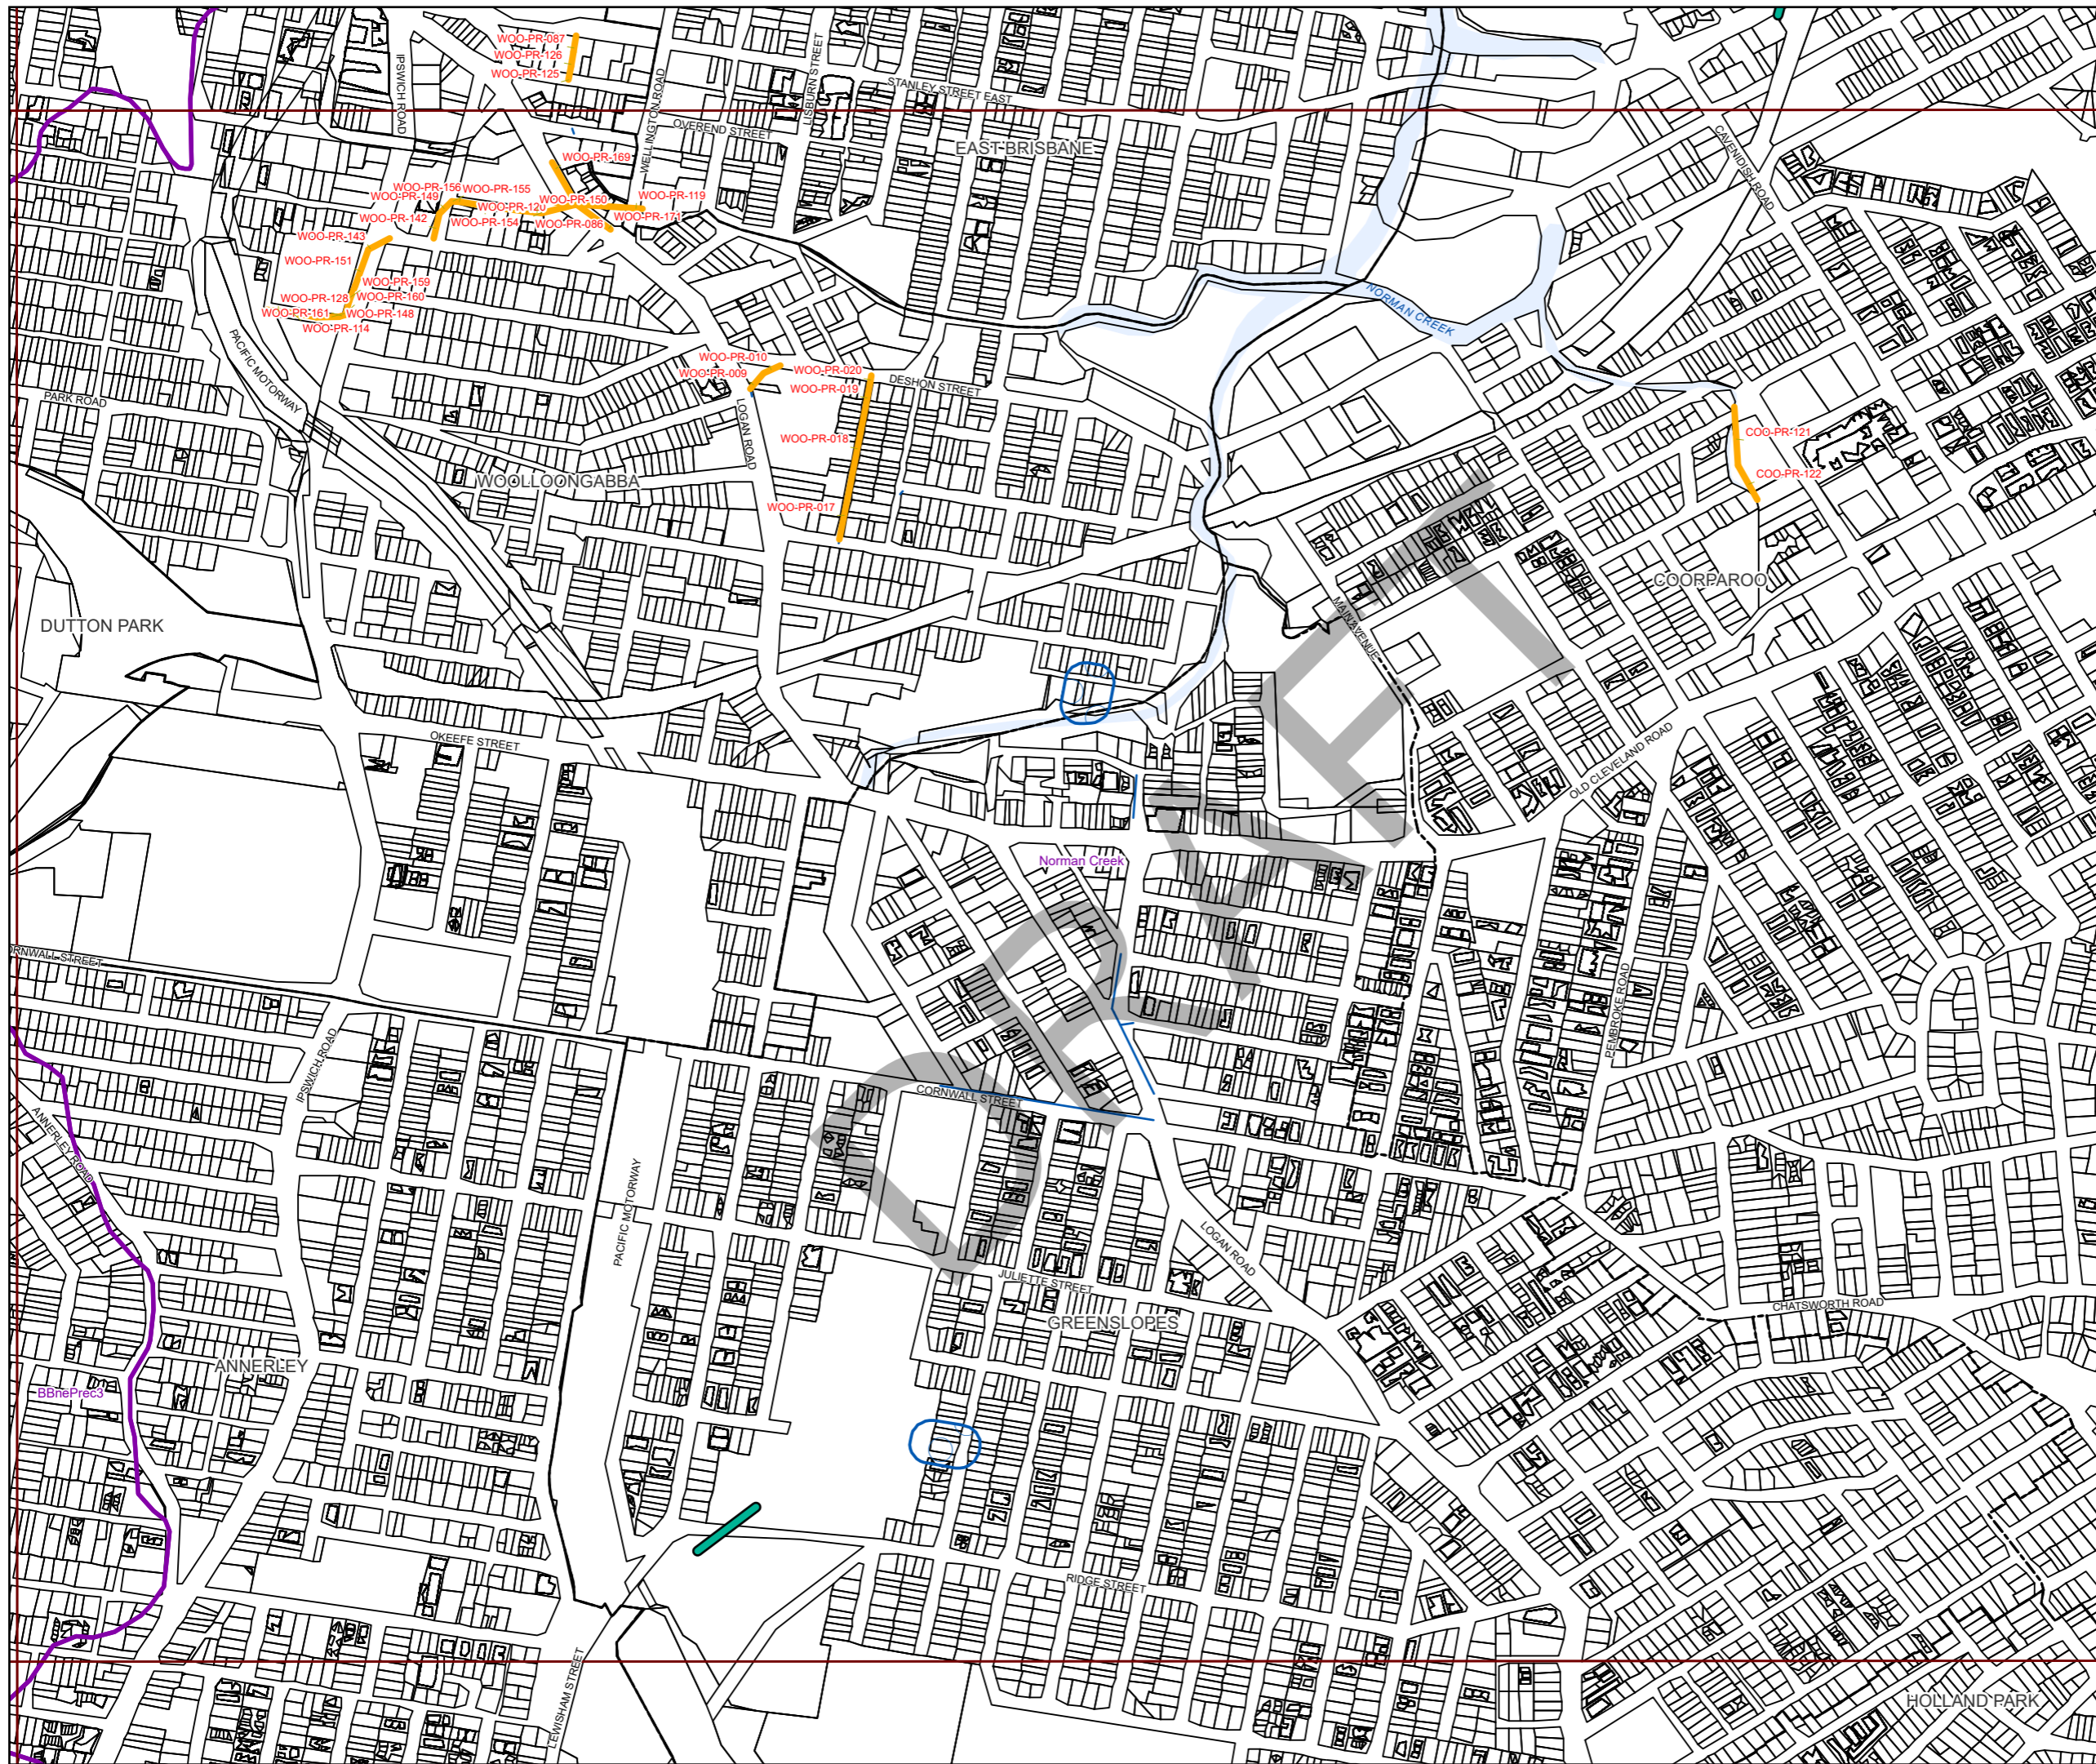 WOO-PR-087
WOO-PR-126
WOO-PR-125
IPSWICH ROAD
WELLINGTON ROAD
LISBURN STREET
STANLEY STREET EAST
OVEREND STREET
EAST BRISBANE
CAVENDISH ROAD
WOO-PR-169
WOO-PR-156
WOO-PR-155
WOO-PR-149
WOO-PR-150
WOO-PR-119
WOO-PR-120
WOO-PR-142
WOO-PR-154
WOO-PR-086
WOO-PR-171
WOO-PR-143
WOO-PR-151
WOO-PR-159
WOO-PR-128
WOO-PR-160
WOO-PR-161
WOO-PR-148
WOO-PR-114
NORMAN CREEK
PACIFIC MOTORWAY
WOO-PR-010
WOO-PR-009
WOO-PR-020
WOO-PR-019
DESHON STREET
PARK ROAD
LOGAN ROAD
WOO-PR-018
COO-PR-121
COO-PR-122
WOOLLOONGABBA
WOO-PR-017
COORPAROO
DUTTON PARK
MAIN AVENUE
OKEEFE STREET
OLD CLEVELAND ROAD
Norman Creek
DRAFT
ORNWALL STREET
PEMBROKE ROAD
IPSWICH ROAD
CORNWALL STREET
ANNERLEY ROAD
PACIFIC MOTORWAY
LOGAN ROAD
JULIETTE STREET
CHATSWORTH ROAD
GREENSLOPES
ANNERLEY
BBnePrec3
RIDGE STREET
LEWISHAM STREET
HOLLAND PARK